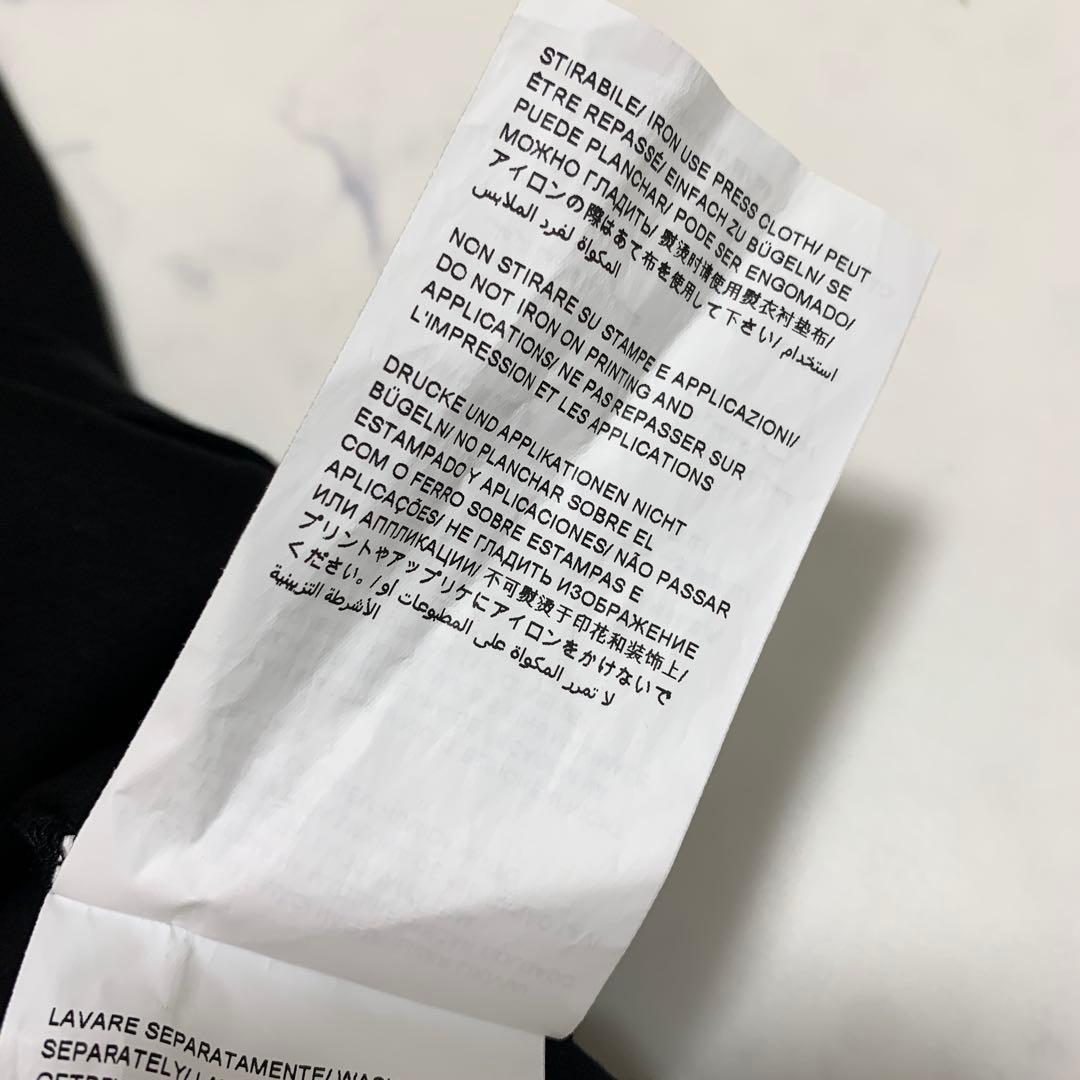 STIRABILE/ IRON USE PRESS CLOTH/ PEUT
ÊTRE REPASSÉ/ EINFACH ZU BÜGELN/ SE
PUEDE PLANCHAR/ PODE SER ENGOMADO/
МОЖНО ГЛАДИТЬ/ 熨烫时请使用熨衣衬垫布/
アイロンの際はあて布を使用して下さい/ استخدام
المكواة لفرد الملابس
NON STIRARE SU STAMPE E APPLICAZIONI/
DO NOT IRON ON PRINTING AND
APPLICATIONS/ NE PAS REPASSER SUR
L'IMPRESSION ET LES APPLICATIONS
DRUCKE UND APPLIKATIONEN NICHT
BÜGELN/ NO PLANCHAR SOBRE EL
ESTAMPADO Y APLICACIONES/ NÃO PASSAR
COM O FERRO SOBRE ESTAMPAS E
APLICAÇÕES/ НЕ ГЛАДИТЬ ИЗОБРАЖЕНИЕ
ИЛИ АППЛИКАЦИИ/ 不可熨烫于印花和装饰上/
プリントやアップリケにアイロンをかけないで
ください。/لا تمرر المكواة على المطبوعات او
الأشرطة التزيينية
LAVARE SEPARATAMENTE/
SEPARATELY/